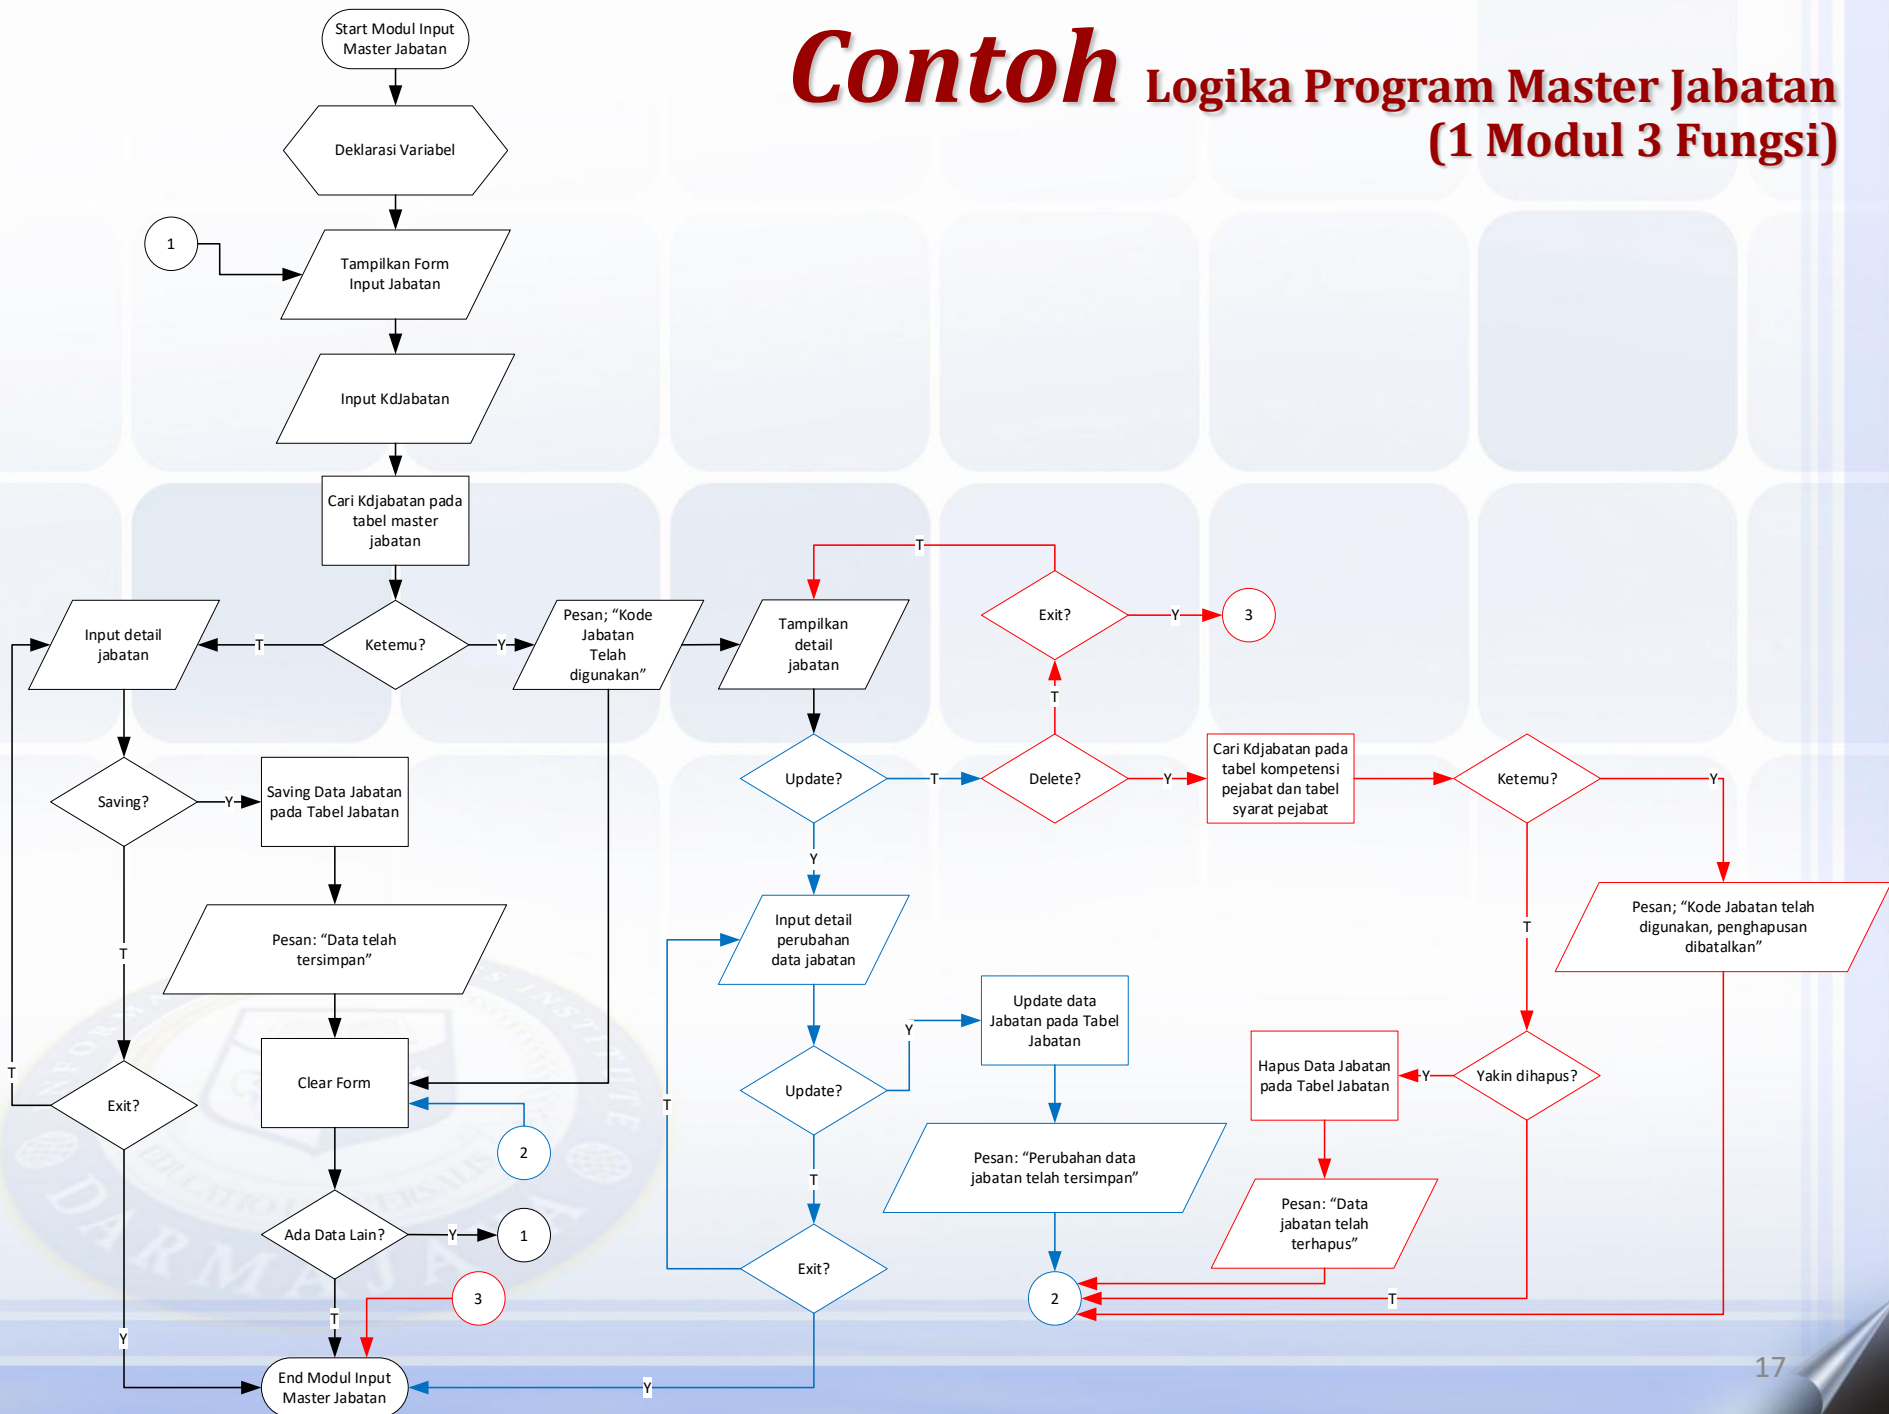 Contoh Logika Program Master Jabatan
(1 Modul 3 Fungsi)
Start Modul Input
Master Jabatan
Deklarasi Variabel
1
Tampilkan Form
Input Jabatan
Input KdJabatan
Cari Kdjabatan pada
tabel master
jabatan
Ketemu?
T
Y
Input detail
jabatan
Pesan; “Kode
Jabatan
Telah
digunakan”
Tampilkan
detail
jabatan
T
Exit?
Y
3
T
Saving?
Y
Saving Data Jabatan
pada Tabel Jabatan
T
Pesan: “Data telah
tersimpan”
Clear Form
2
Exit?
T
Y
Ada Data Lain?
Y
1
T
3
End Modul Input
Master Jabatan
Update?
T
Y
Delete?
Y
Cari Kdjabatan pada
tabel kompetensi
pejabat dan tabel
syarat pejabat
Ketemu?
Y
T
Pesan; “Kode Jabatan telah
digunakan, penghapusan
dibatalkan”
Input detail
perubahan
data jabatan
Update?
Y
T
Update data
Jabatan pada Tabel
Jabatan
Pesan: “Perubahan data
jabatan telah tersimpan”
Exit?
T
Y
2
Yakin dihapus?
Y
T
Hapus Data Jabatan
pada Tabel Jabatan
Pesan: “Data
jabatan telah
terhapus”
DARMAJAYA
17